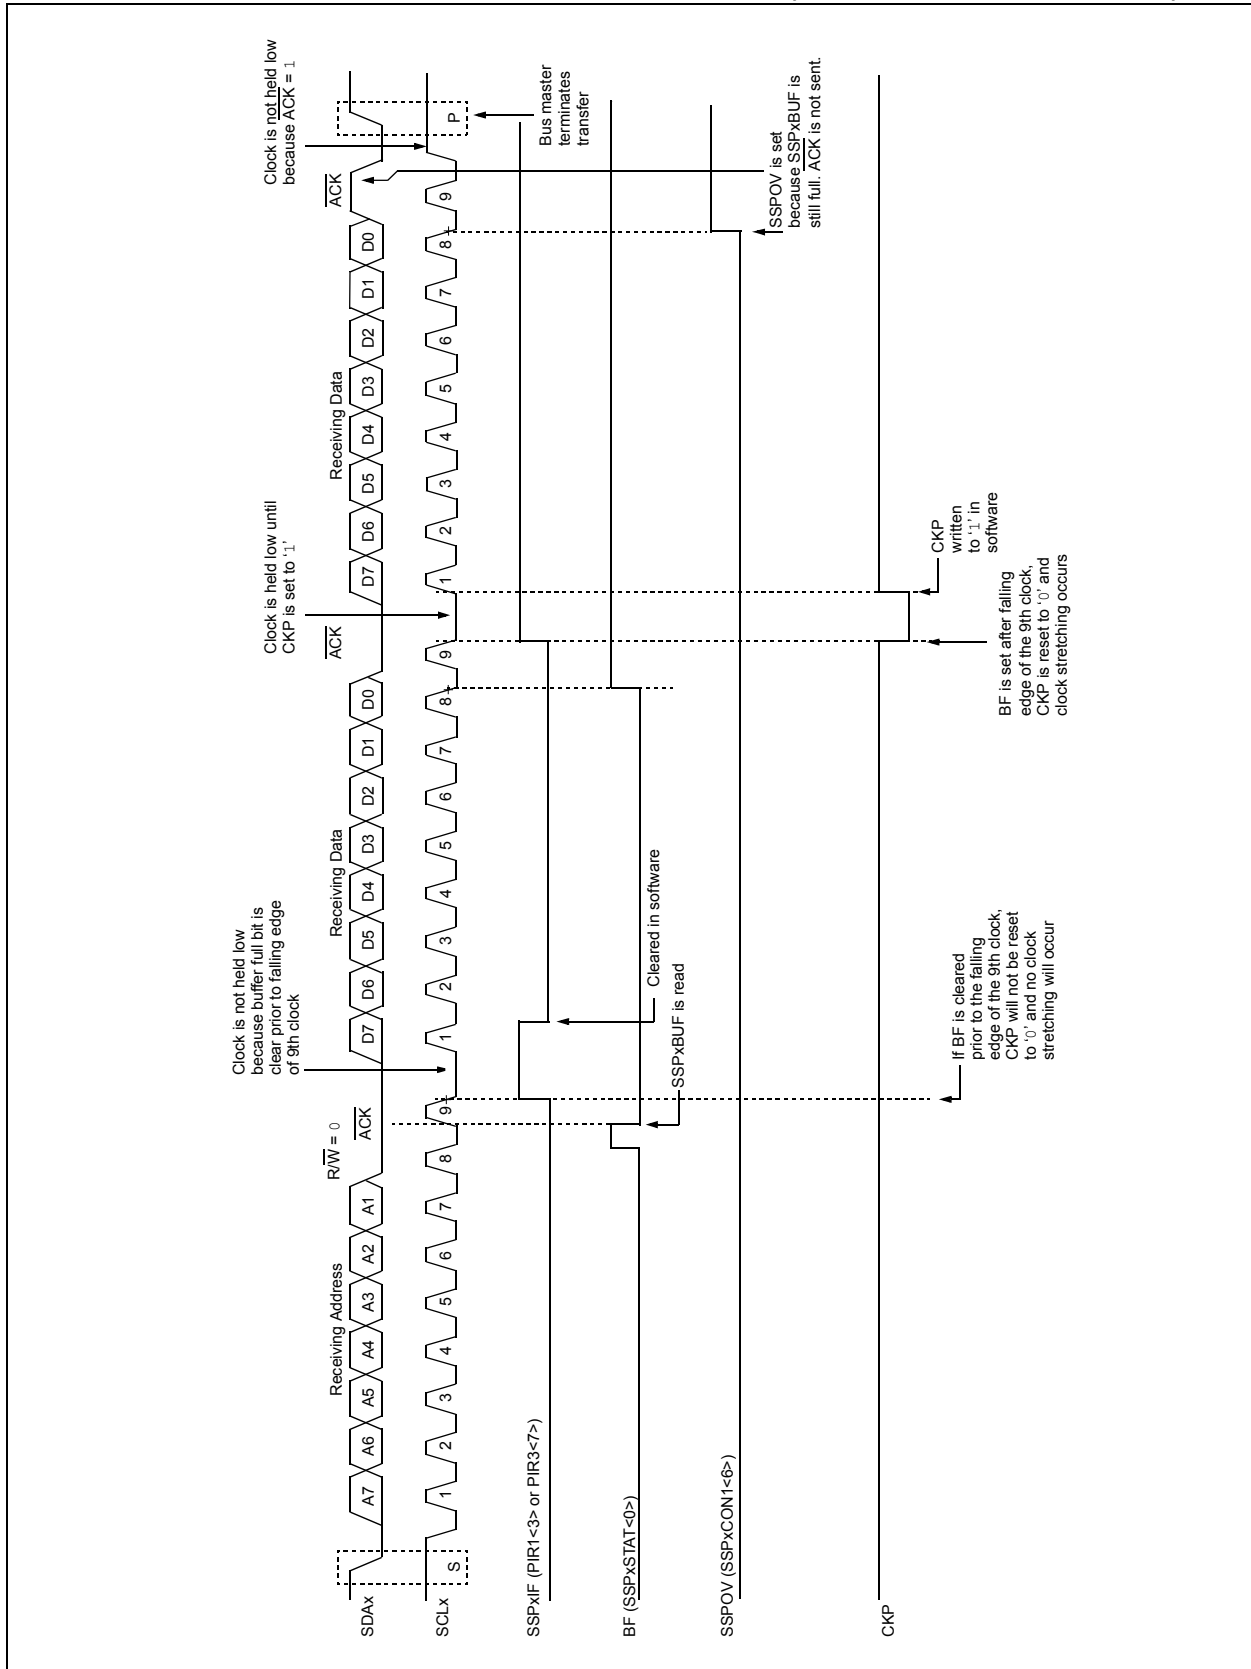 Clock is not held low
because ACK = 1
Clock is held low until
CKP is set to ‘1’
Clock is not held low
because buffer full bit is
clear prior to falling edge
of 9th clock
R/W = 0
ACK
ACK
ACK
Receiving Address
Receiving Data
Receiving Data
SDAx
A7 A6 A5 A4 A3 A2 A1
D7 D6 D5 D4 D3 D2 D1 D0
D7 D6 D5 D4 D3 D2 D1 D0
SCLx
S
1 2 3 4 5 6 7 8 9
1 2 3 4 5 6 7 8 9
1 2 3 4 5 6 7 8 9
P
Bus master
terminates
transfer
SSPxIF (PIR1<3> or PIR3<7>)
Cleared in software
BF (SSPxSTAT<0>)
SSPxBUF is read
SSPOV (SSPxCON1<6>)
SSPOV is set
because SSPxBUF is
still full. ACK is not sent.
CKP
If BF is cleared
prior to the falling
edge of the 9th clock,
CKP will not be reset
to ‘0’ and no clock
stretching will occur
CKP
written
to ‘1’ in
software
BF is set after falling
edge of the 9th clock,
CKP is reset to ‘0’ and
clock stretching occurs